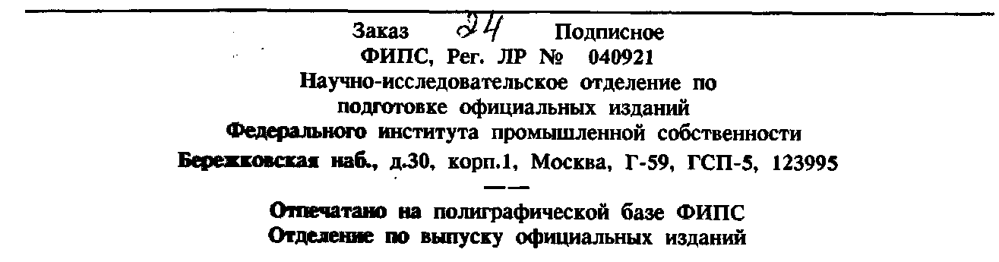 Заказ 24 Подписное
ФИПС, Рег. ЛР № 040921
Научно-исследовательское отделение по
подготовке официальных изданий
Федерального института промышленной собственности
Бережковская наб., д.30, корп.1, Москва, Г-59, ГСП-5, 123995
Отпечатано на полиграфической базе ФИПС
Отделение по выпуску официальных изданий